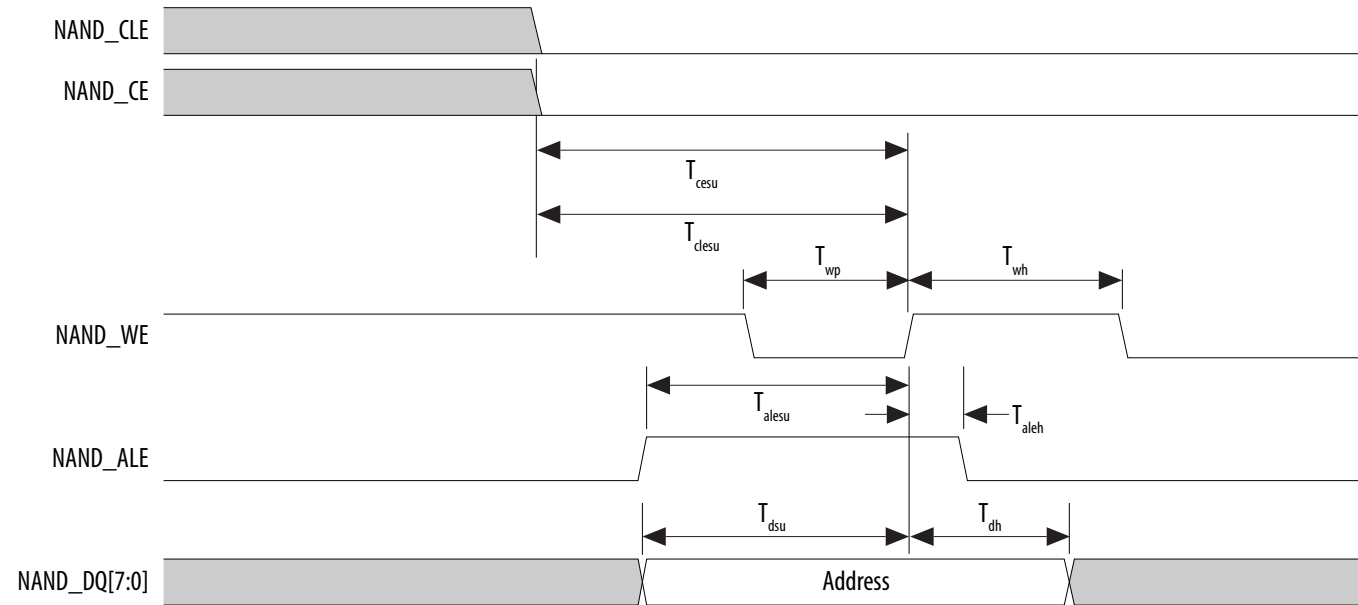 NAND_CLE
NAND_CE
Tcesu
Tclesu
Twp
Twh
NAND_WE
Talesu
Taleh
NAND_ALE
Tdsu
Tdh
NAND_DQ[7:0]
Address